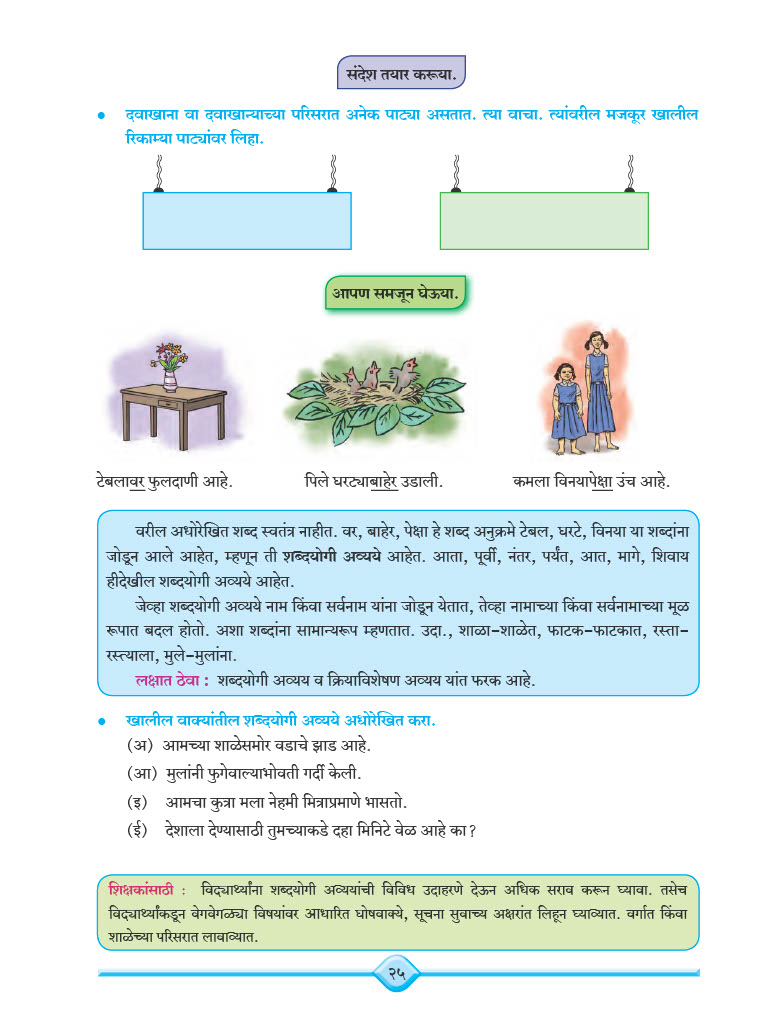 संदेश तयार करूया.
● दवाखाना वा दवाखान्याच्या परिसरात अनेक पाट्या असतात. त्या वाचा. त्यांवरील मजकूर खालील
रिकाम्या पाट्यांवर लिहा.
आपण समजून घेऊया.
टेबलावर फुलदाणी आहे.
पिले घरट्याबाहेर उडाली.
कमला विनयापेक्षा उंच आहे.
वरील अधोरेखित शब्द स्वतंत्र नाहीत. वर, बाहेर, पेक्षा हे शब्द अनुक्रमे टेबल, घरटे, विनया या शब्दांना
जोडून आले आहेत, म्हणून ती शब्दयोगी अव्यये आहेत. आता, पूर्वी, नंतर, पर्यंत, आत, मागे, शिवाय
हीदेखील शब्दयोगी अव्यये आहेत.
जेव्हा शब्दयोगी अव्यये नाम किंवा सर्वनाम यांना जोडून येतात, तेव्हा नामाच्या किंवा सर्वनामाच्या मूळ
रूपात बदल होतो. अशा शब्दांना सामान्यरूप म्हणतात. उदा., शाळा-शाळेत, फाटक-फाटकात, रस्ता-
रस्त्याला, मुले-मुलांना.
लक्षात ठेवा : शब्दयोगी अव्यय व क्रियाविशेषण अव्यय यांत फरक आहे.
● खालील वाक्यांतील शब्दयोगी अव्यये अधोरेखित करा.
(अ) आमच्या शाळेसमोर वडाचे झाड आहे.
(आ) मुलांनी फुगेवाल्याभोवती गर्दी केली.
(इ) आमचा कुत्रा मला नेहमी मित्राप्रमाणे भासतो.
(ई) देशाला देण्यासाठी तुमच्याकडे दहा मिनिटे वेळ आहे का?
शिक्षकांसाठी : विद्यार्थ्यांना शब्दयोगी अव्ययांची विविध उदाहरणे देऊन अधिक सराव करून घ्यावा. तसेच
विद्यार्थ्यांकडून वेगवेगळ्या विषयांवर आधारित घोषवाक्ये, सूचना सुवाच्य अक्षरांत लिहून घ्याव्यात. वर्गात किंवा
शाळेच्या परिसरात लावाव्यात.
२५